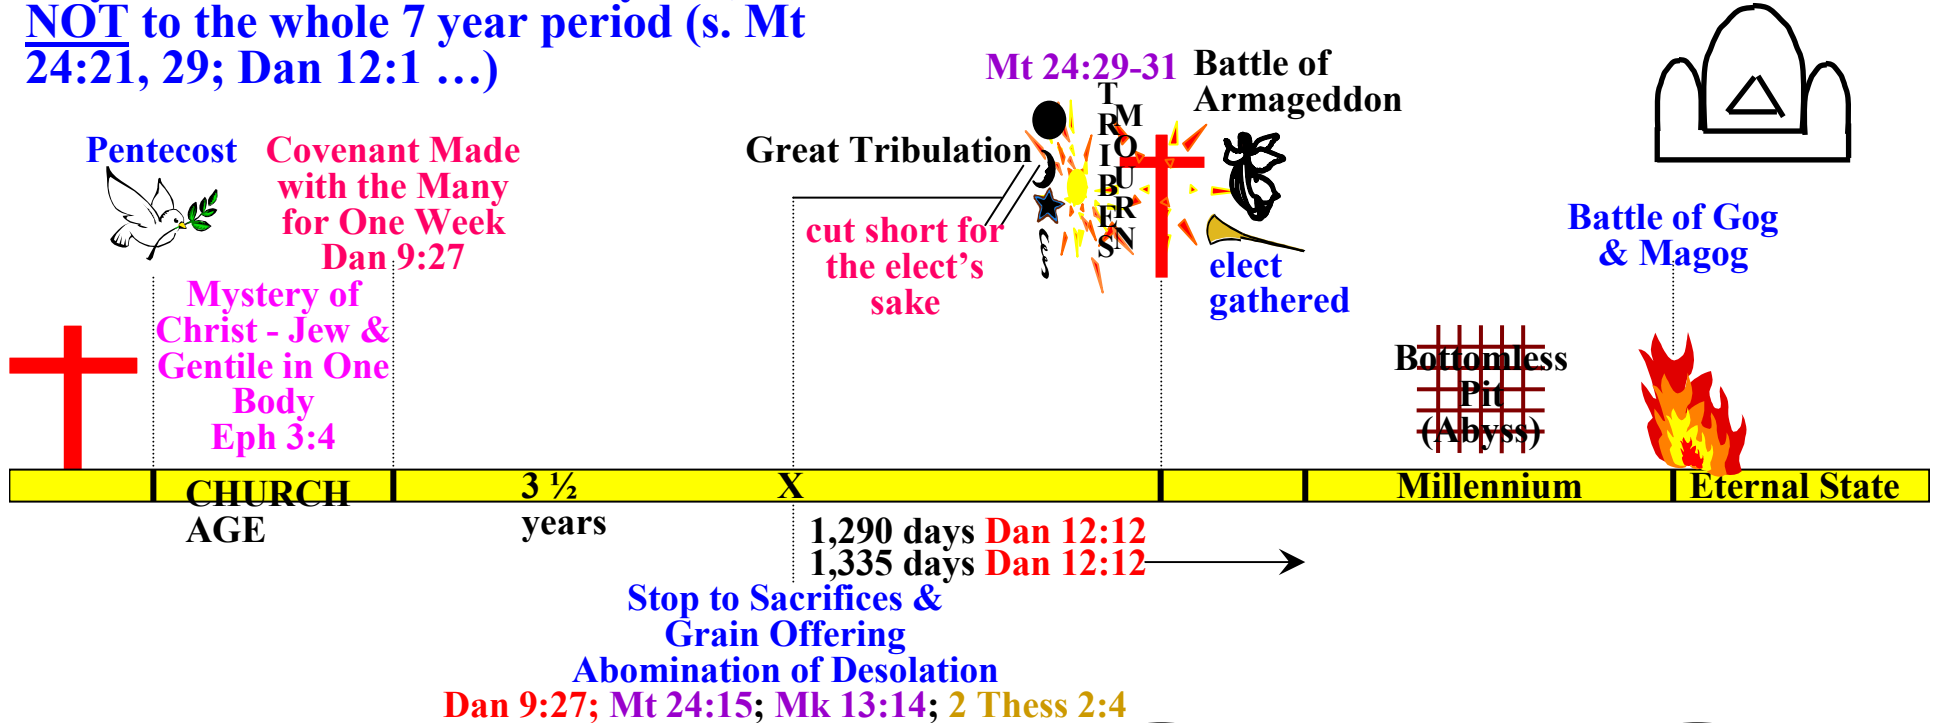 NOT to the whole 7 year period (s. Mt
24:21, 29; Dan 12:1 …)
Mt 24:29-31
Battle of
Armageddon
Pentecost
Covenant Made
with the Many
for One Week
Dan 9:27
Great Tribulation
TRIBES
MOURN
cut short for
the elect’s
sake
elect
gathered
Battle of Gog
& Magog
Mystery of
Christ - Jew &
Gentile in One
Body
Eph 3:4
Bottomless
Pit
(Abyss)
CHURCH
AGE
3 ½
years
X
Millennium
Eternal State
1,290 days Dan 12:12
1,335 days Dan 12:12
Stop to Sacrifices &
Grain Offering
Abomination of Desolation
Dan 9:27; Mt 24:15; Mk 13:14; 2 Thess 2:4